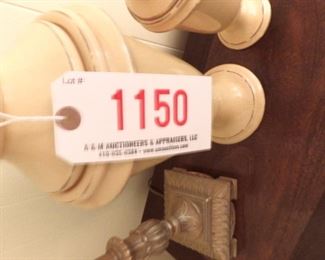 Lot #:
1150
A & M AUCTIONEERS & APPRAISERS, LLC